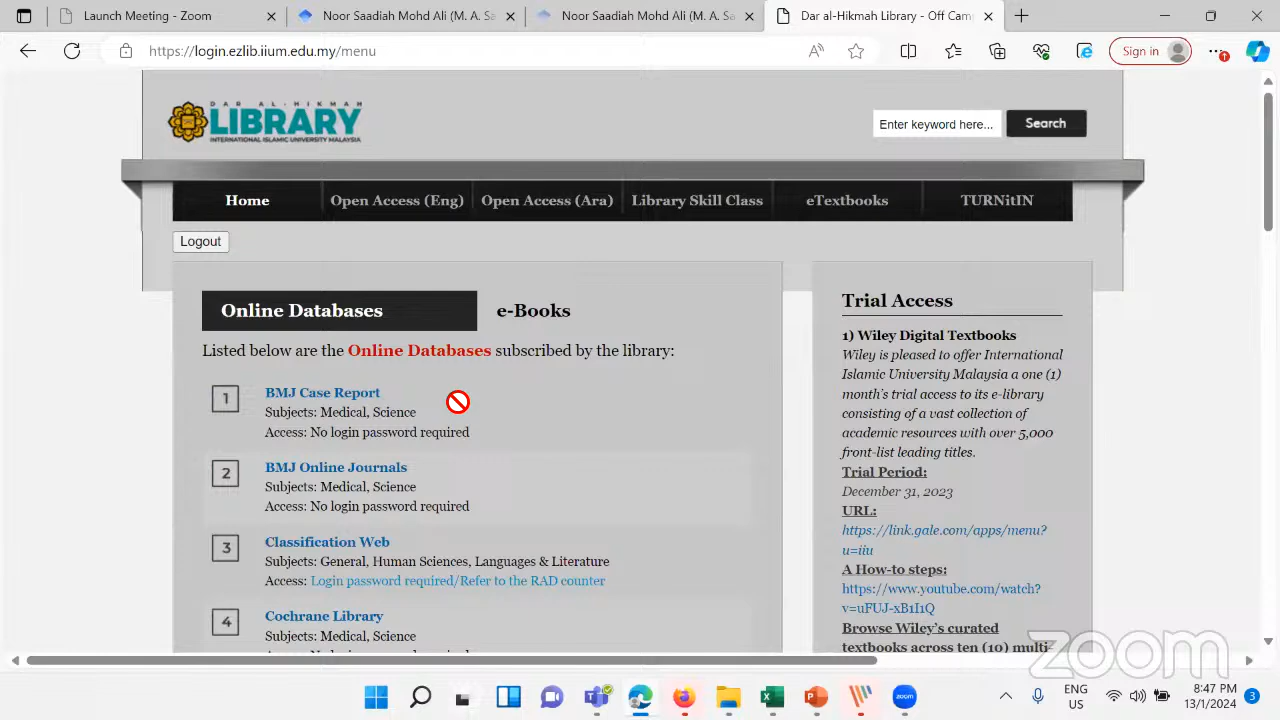 Launch Meeting - Zoom
Noor Saadiah Mohd Ali (M. A. Sa
Noor Saadiah Mohd Ali (M. A. Sa
Dar al-Hikmah Library - Off Cam
https://login.ezlib.iium.edu.my/menu
Sign in
DAR AL-HIKMAH
LIBRARY
INTERNATIONAL ISLAMIC UNIVERSITY MALAYSIA
Enter keyword here...
Search
Home
Open Access (Eng)
Open Access (Ara)
Library Skill Class
eTextbooks
TURNitIN
Logout
Online Databases
e-Books
Listed below are the Online Databases subscribed by the library:
1
BMJ Case Report
Subjects: Medical, Science
Access: No login password required
2
BMJ Online Journals
Subjects: Medical, Science
Access: No login password required
3
Classification Web
Subjects: General, Human Sciences, Languages & Literature
Access: Login password required/Refer to the RAD counter
4
Cochrane Library
Subjects: Medical, Science
Trial Access
1) Wiley Digital Textbooks
Wiley is pleased to offer International
Islamic University Malaysia a one (1)
month's trial access to its e-library
consisting of a vast collection of
academic resources with over 5,000
front-list leading titles.
Trial Period:
December 31, 2023
URL:
https://link.gale.com/apps/menu?
u=iiu
A How-to steps:
https://www.youtube.com/watch?
v=uFUJ-xB1I1Q
Browse Wiley's curated
textbooks across ten (10) multi-
zoom
zoom
ENG
US
8:47 PM
13/1/2024
3